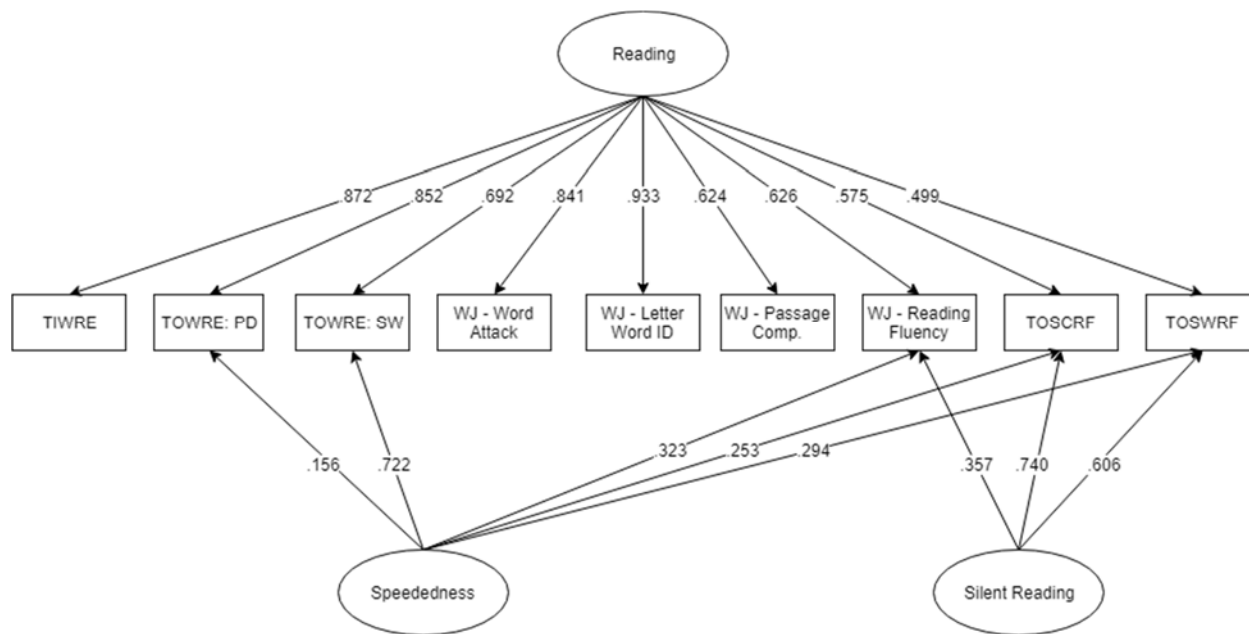 Reading
.872
.852
.692
.841
.933
.624
.626
.575
.499
TIWRE
TOWRE: PD
TOWRE: SW
WJ - Word
Attack
WJ - Letter
Word ID
WJ - Passage
Comp.
WJ - Reading
Fluency
TOSCRF
TOSWRF
.156
.722
.323
.253
.294
.357
.740
.606
Speededness
Silent Reading